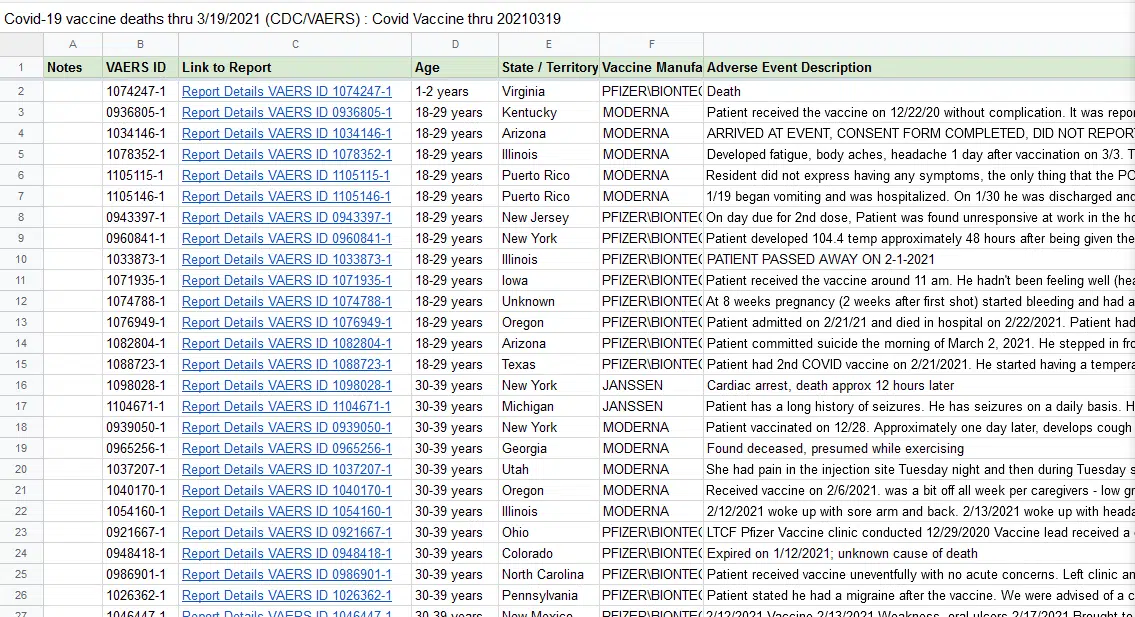 Covid-19 vaccine deaths thru 3/19/2021 (CDC/VAERS) : Covid Vaccine thru 20210319
A B C D E F
1 Notes VAERS ID Link to Report Age State / Territory Vaccine Manufa Adverse Event Description
2 1074247-1 Report Details VAERS ID 1074247-1 1-2 years Virginia PFIZER\BIONTEC Death
3 0936805-1 Report Details VAERS ID 0936805-1 18-29 years Kentucky MODERNA Patient received the vaccine on 12/22/20 without complication. It was repor
4 1034146-1 Report Details VAERS ID 1034146-1 18-29 years Arizona MODERNA ARRIVED AT EVENT, CONSENT FORM COMPLETED, DID NOT REPORT
5 1078352-1 Report Details VAERS ID 1078352-1 18-29 years Illinois MODERNA Developed fatigue, body aches, headache 1 day after vaccination on 3/3. T
6 1105115-1 Report Details VAERS ID 1105115-1 18-29 years Puerto Rico MODERNA Resident did not express having any symptoms, the only thing that the PC
7 1105146-1 Report Details VAERS ID 1105146-1 18-29 years Puerto Rico MODERNA 1/19 began vomiting and was hospitalized. On 1/30 he was discharged and
8 0943397-1 Report Details VAERS ID 0943397-1 18-29 years New Jersey PFIZER\BIONTEC On day due for 2nd dose, Patient was found unresponsive at work in the ho
9 0960841-1 Report Details VAERS ID 0960841-1 18-29 years New York PFIZER\BIONTEC Patient developed 104.4 temp approximately 48 hours after being given the
10 1033873-1 Report Details VAERS ID 1033873-1 18-29 years Illinois PFIZER\BIONTEC PATIENT PASSED AWAY ON 2-1-2021
11 1071935-1 Report Details VAERS ID 1071935-1 18-29 years Iowa PFIZER\BIONTEC Patient received the vaccine around 11 am. He hadn't been feeling well (hea
12 1074788-1 Report Details VAERS ID 1074788-1 18-29 years Unknown PFIZER\BIONTEC At 8 weeks pregnancy (2 weeks after first shot) started bleeding and had a
13 1076949-1 Report Details VAERS ID 1076949-1 18-29 years Oregon PFIZER\BIONTEC Patient admitted on 2/21/21 and died in hospital on 2/22/2021. Patient had
14 1082804-1 Report Details VAERS ID 1082804-1 18-29 years Arizona PFIZER\BIONTEC Patient committed suicide the morning of March 2, 2021. He stepped in fro
15 1088723-1 Report Details VAERS ID 1088723-1 18-29 years Texas PFIZER\BIONTEC Patient had 2nd COVID vaccine on 2/21/2021. He started having a tempera
16 1098028-1 Report Details VAERS ID 1098028-1 30-39 years New York JANSSEN Cardiac arrest, death approx 12 hours later
17 1104671-1 Report Details VAERS ID 1104671-1 30-39 years Michigan JANSSEN Patient has a long history of seizures. He has seizures on a daily basis. H
18 0939050-1 Report Details VAERS ID 0939050-1 30-39 years New York MODERNA Patient vaccinated on 12/28. Approximately one day later, develops cough
19 0965256-1 Report Details VAERS ID 0965256-1 30-39 years Georgia MODERNA Found deceased, presumed while exercising
20 1037207-1 Report Details VAERS ID 1037207-1 30-39 years Utah MODERNA She had pain in the injection site Tuesday night and then during Tuesday s
21 1040170-1 Report Details VAERS ID 1040170-1 30-39 years Oregon MODERNA Received vaccine on 2/6/2021. was a bit off all week per caregivers - low gr
22 1054160-1 Report Details VAERS ID 1054160-1 30-39 years Illinois MODERNA 2/12/2021 woke up with sore arm and back. 2/13/2021 woke up with heada
23 0921667-1 Report Details VAERS ID 0921667-1 30-39 years Ohio PFIZER\BIONTEC LTCF Pfizer Vaccine clinic conducted 12/29/2020 Vaccine lead received a
24 0948418-1 Report Details VAERS ID 0948418-1 30-39 years Colorado PFIZER\BIONTEC Expired on 1/12/2021; unknown cause of death
25 0986901-1 Report Details VAERS ID 0986901-1 30-39 years North Carolina PFIZER\BIONTEC Patient received vaccine uneventfully with no acute concerns. Left clinic an
26 1026362-1 Report Details VAERS ID 1026362-1 30-39 years Pennsylvania PFIZER\BIONTEC Patient stated he had a migraine after the vaccine. We were advised of a c
27 1046447-1 Report Details VAERS ID 1046447-1 30-39 years New Mexico PFIZER\BIONTEC 2/12/2021 Vaccine 2/13/2021 Weakness, oral ulcers 2/17/2021 Brought to